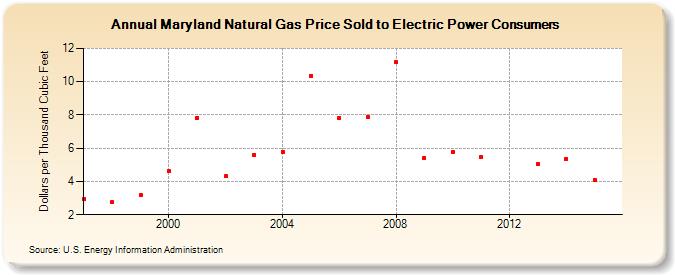 Annual Maryland Natural Gas Price Sold to Electric Power Consumers
Dollars per Thousand Cubic Feet
12
10
8
6
4
2
2000 2004 2008 2012
Source: U.S. Energy Information Administration